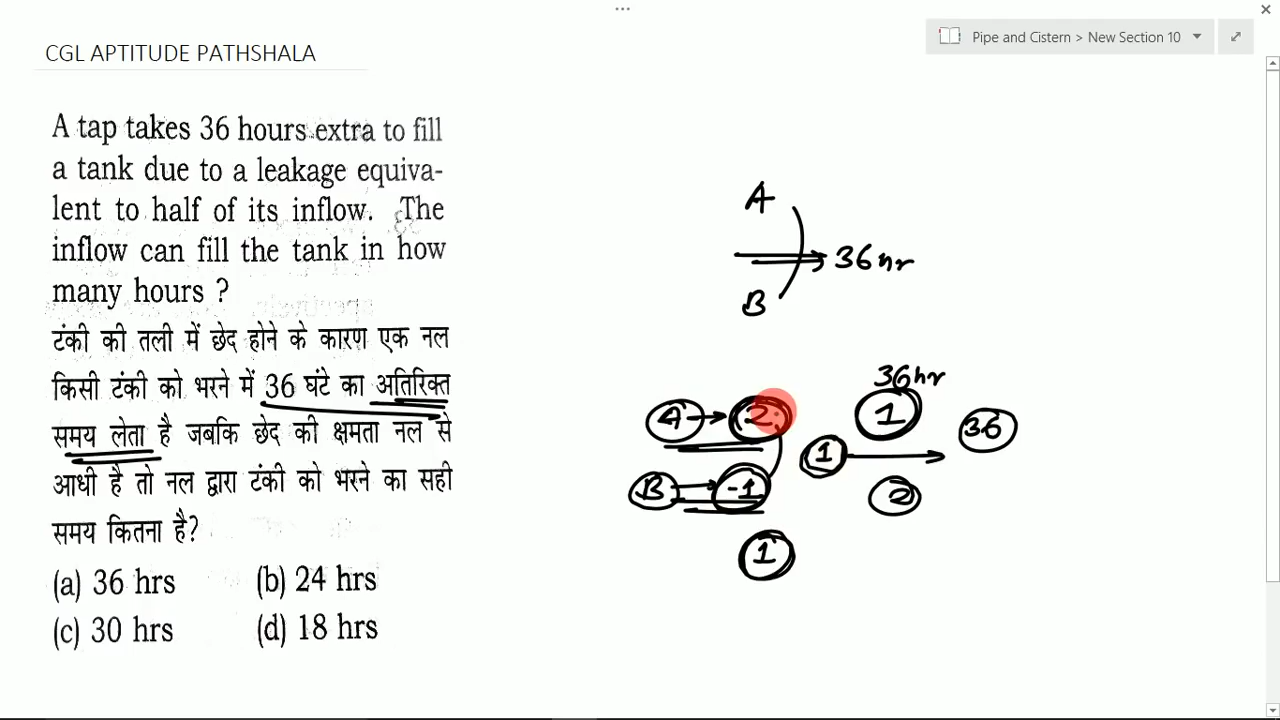 CGL APTITUDE PATHSHALA
Pipe and Cistern > New Section 10
A tap takes 36 hours extra to fill
a tank due to a leakage equiva-
lent to half of its inflow. The
inflow can fill the tank in how
many hours ?
टंकी की तली में छेद होने के कारण एक नल
किसी टंकी को भरने में 36 घंटे का अतिरिक्त
समय लेता है जबकि छेद की क्षमता नल से
आधी है तो नल द्वारा टंकी को भरने का सही
समय कितना है?
(a) 36 hrs (b) 24 hrs
(c) 30 hrs (d) 18 hrs
A
36 hr
B
36 hr
A 2 1 36
1
B -1 2
1